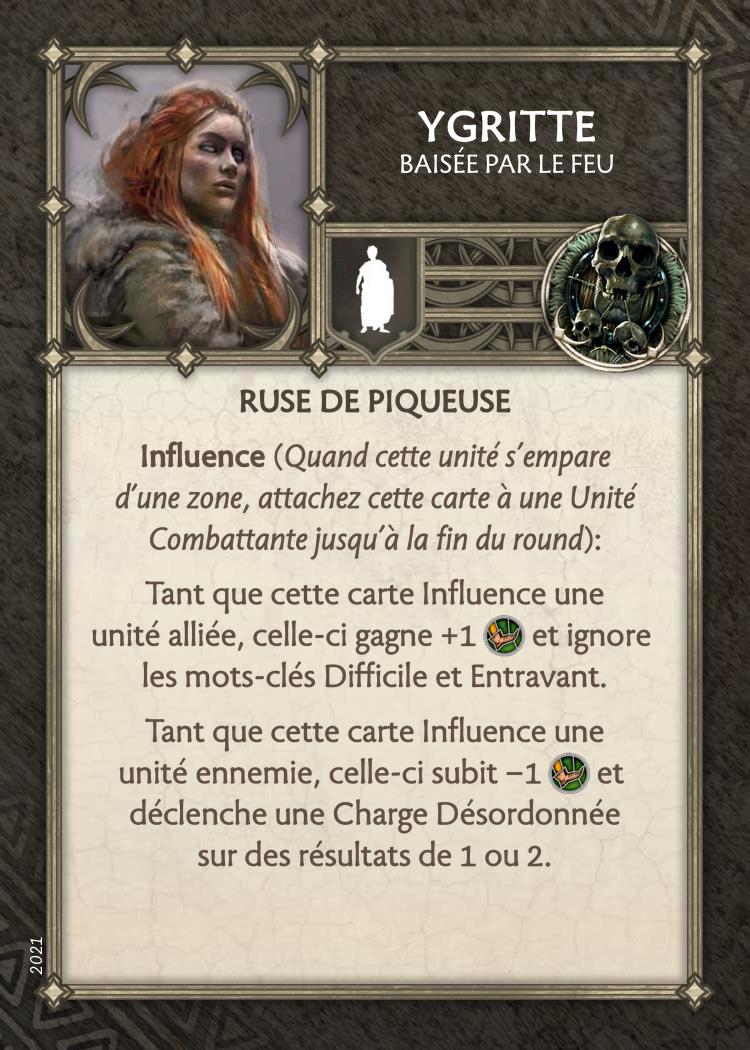 YGRITTE
BAISÉE PAR LE FEU
RUSE DE PIQUEUSE
Influence (Quand cette unité s'empare
d'une zone, attachez cette carte à une Unité
Combattante jusqu'à la fin du round):
Tant que cette carte Influence une
unité alliée, celle-ci gagne +1 et ignore
les mots-clés Difficile et Entravant.
Tant que cette carte Influence une
unité ennemie, celle-ci subit −1 et
déclenche une Charge Désordonnée
sur des résultats de 1 ou 2.
2021